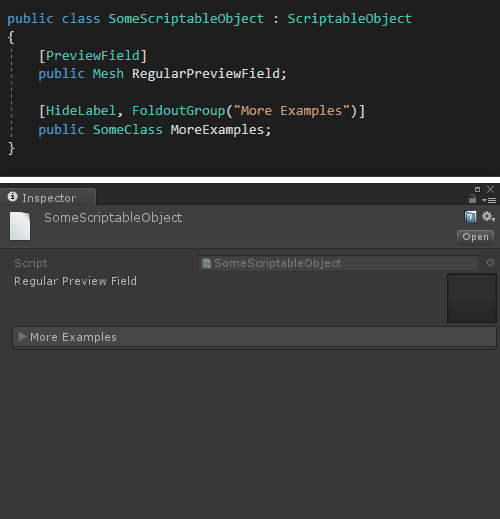 public class SomeScriptableObject : ScriptableObject
{
[PreviewField]
public Mesh RegularPreviewField;
[HideLabel, FoldoutGroup("More Examples")]
public SomeClass MoreExamples;
}
Inspector
SomeScriptableObject
Open
Script SomeScriptableObject
Regular Preview Field
More Examples